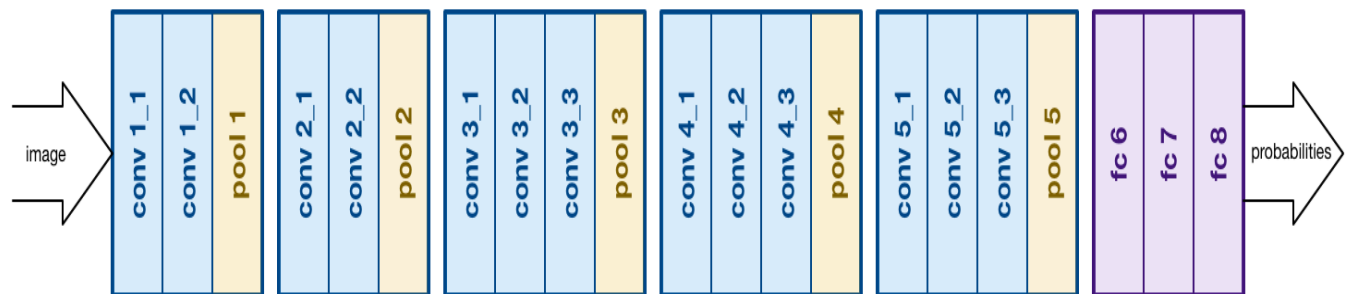 image
conv 1_1
conv 1_2
pool 1
conv 2_1
conv 2_2
pool 2
conv 3_1
conv 3_2
conv 3_3
pool 3
conv 4_1
conv 4_2
conv 4_3
pool 4
conv 5_1
conv 5_2
conv 5_3
pool 5
fc 6
fc 7
fc 8
probabilities